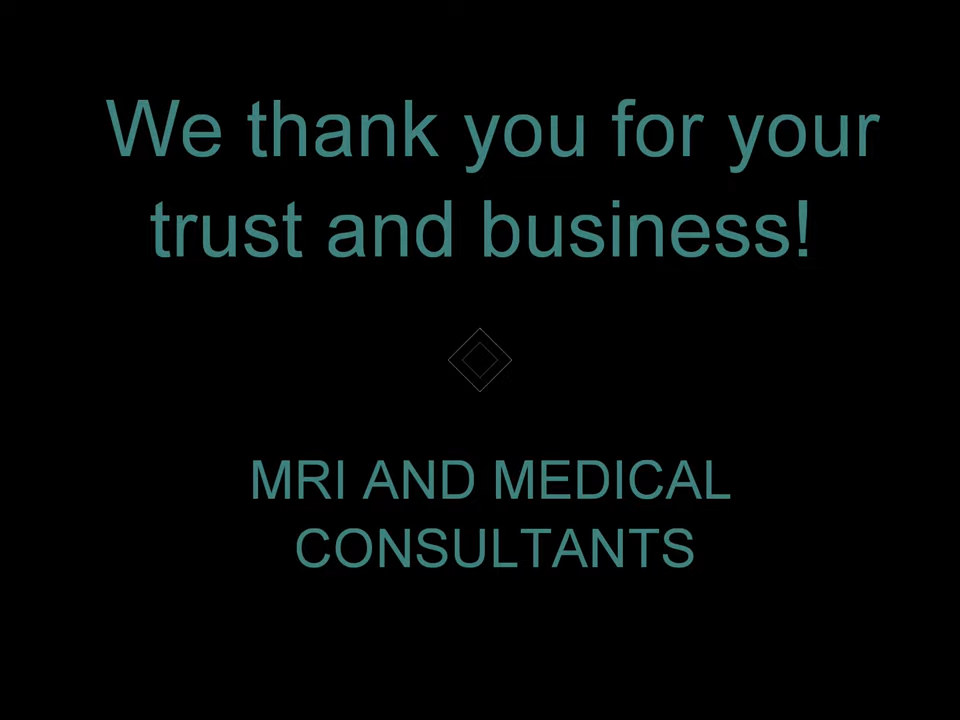 We thank you for your
trust and business!
MRI AND MEDICAL
CONSULTANTS